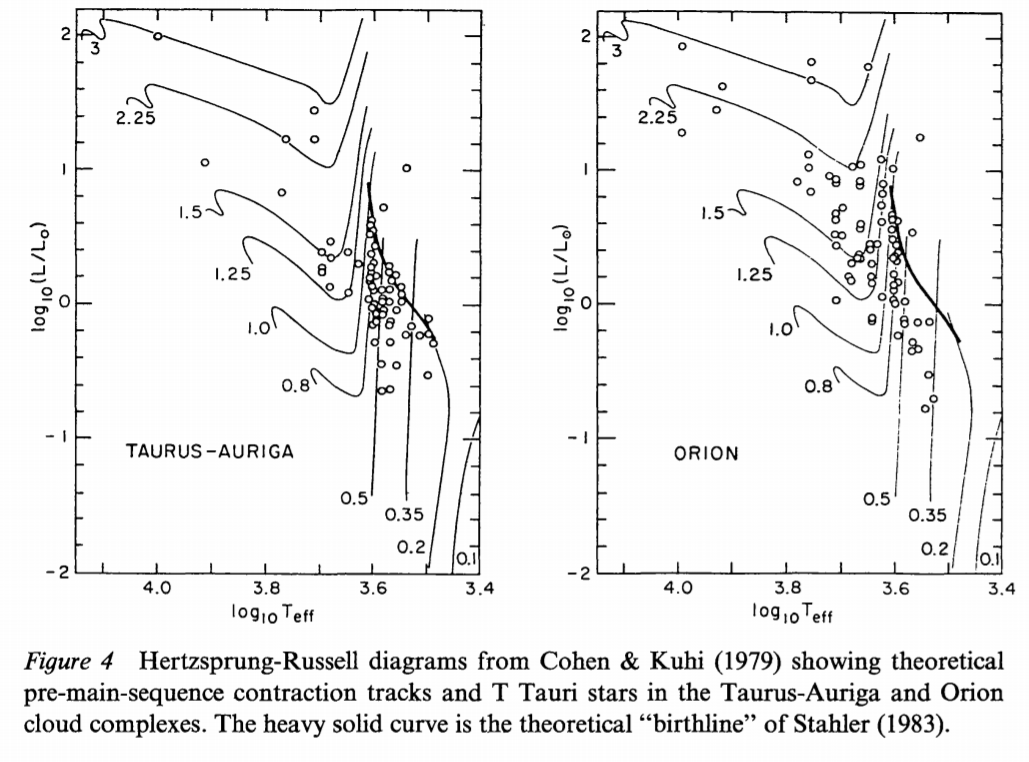 2
1
0
-1
-2
log₁₀(L/L₀)
3
2.25
1.5
1.25
1.0
0.8
0.5
0.35
0.2
0.1
TAURUS-AURIGA
4.0 3.8 3.6 3.4
log₁₀Teff
2
1
0
-1
-2
log₁₀(L/L₀)
3
2.25
1.5
1.25
1.0
0.8
0.5
0.35
0.2
0.1
ORION
4.0 3.8 3.6 3.4
log₁₀Teff
Figure 4 Hertzsprung-Russell diagrams from Cohen & Kuhi (1979) showing theoretical
pre-main-sequence contraction tracks and T Tauri stars in the Taurus-Auriga and Orion
cloud complexes. The heavy solid curve is the theoretical “birthline” of Stahler (1983).